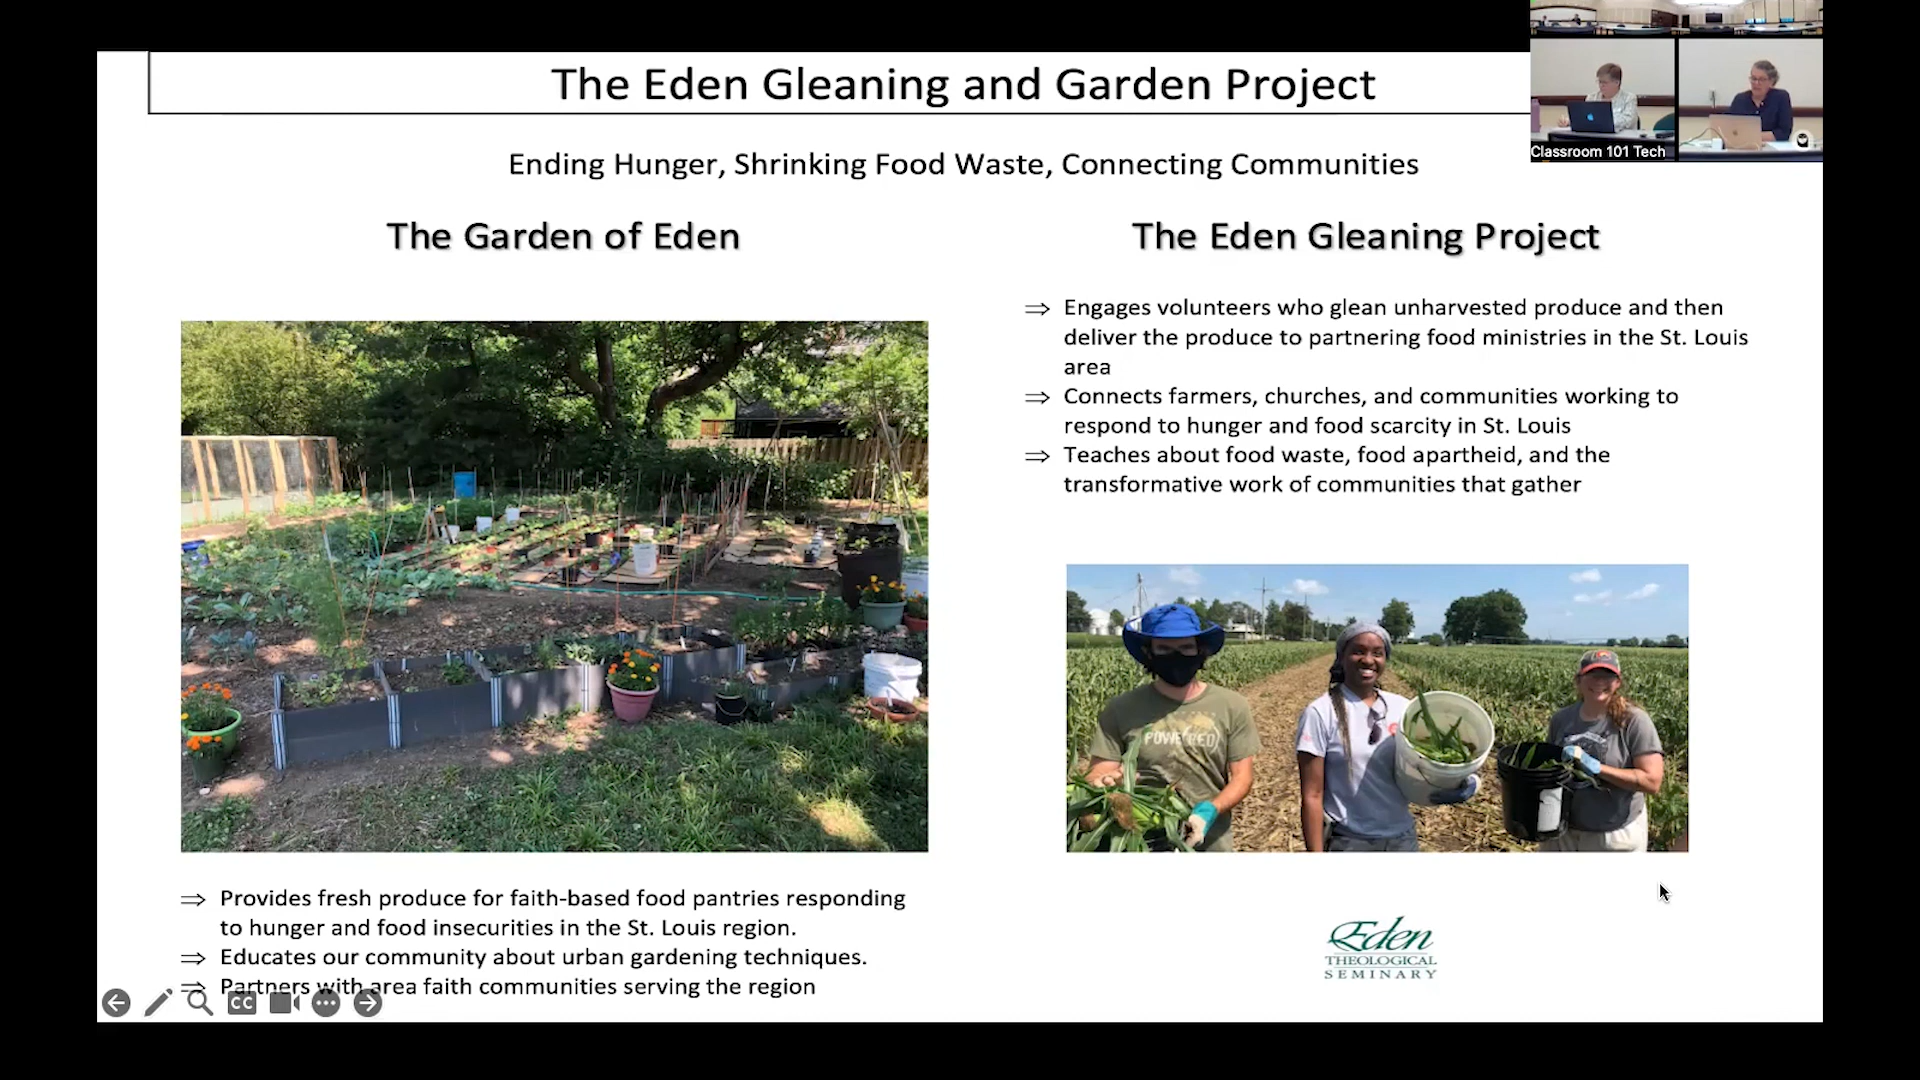 The Eden Gleaning and Garden Project
Classroom 101 Tech
Ending Hunger, Shrinking Food Waste, Connecting Communities
The Garden of Eden
Provides fresh produce for faith-based food pantries responding
to hunger and food insecurities in the St. Louis region.
Educates our community about urban gardening techniques.
Partners with area faith communities serving the region
CC
The Eden Gleaning Project
Engages volunteers who glean unharvested produce and then
deliver the produce to partnering food ministries in the St. Louis
area
Connects farmers, churches, and communities working to
respond to hunger and food scarcity in St. Louis
Teaches about food waste, food apartheid, and the
transformative work of communities that gather
Eden
THEOLOGICAL
SEMINARY